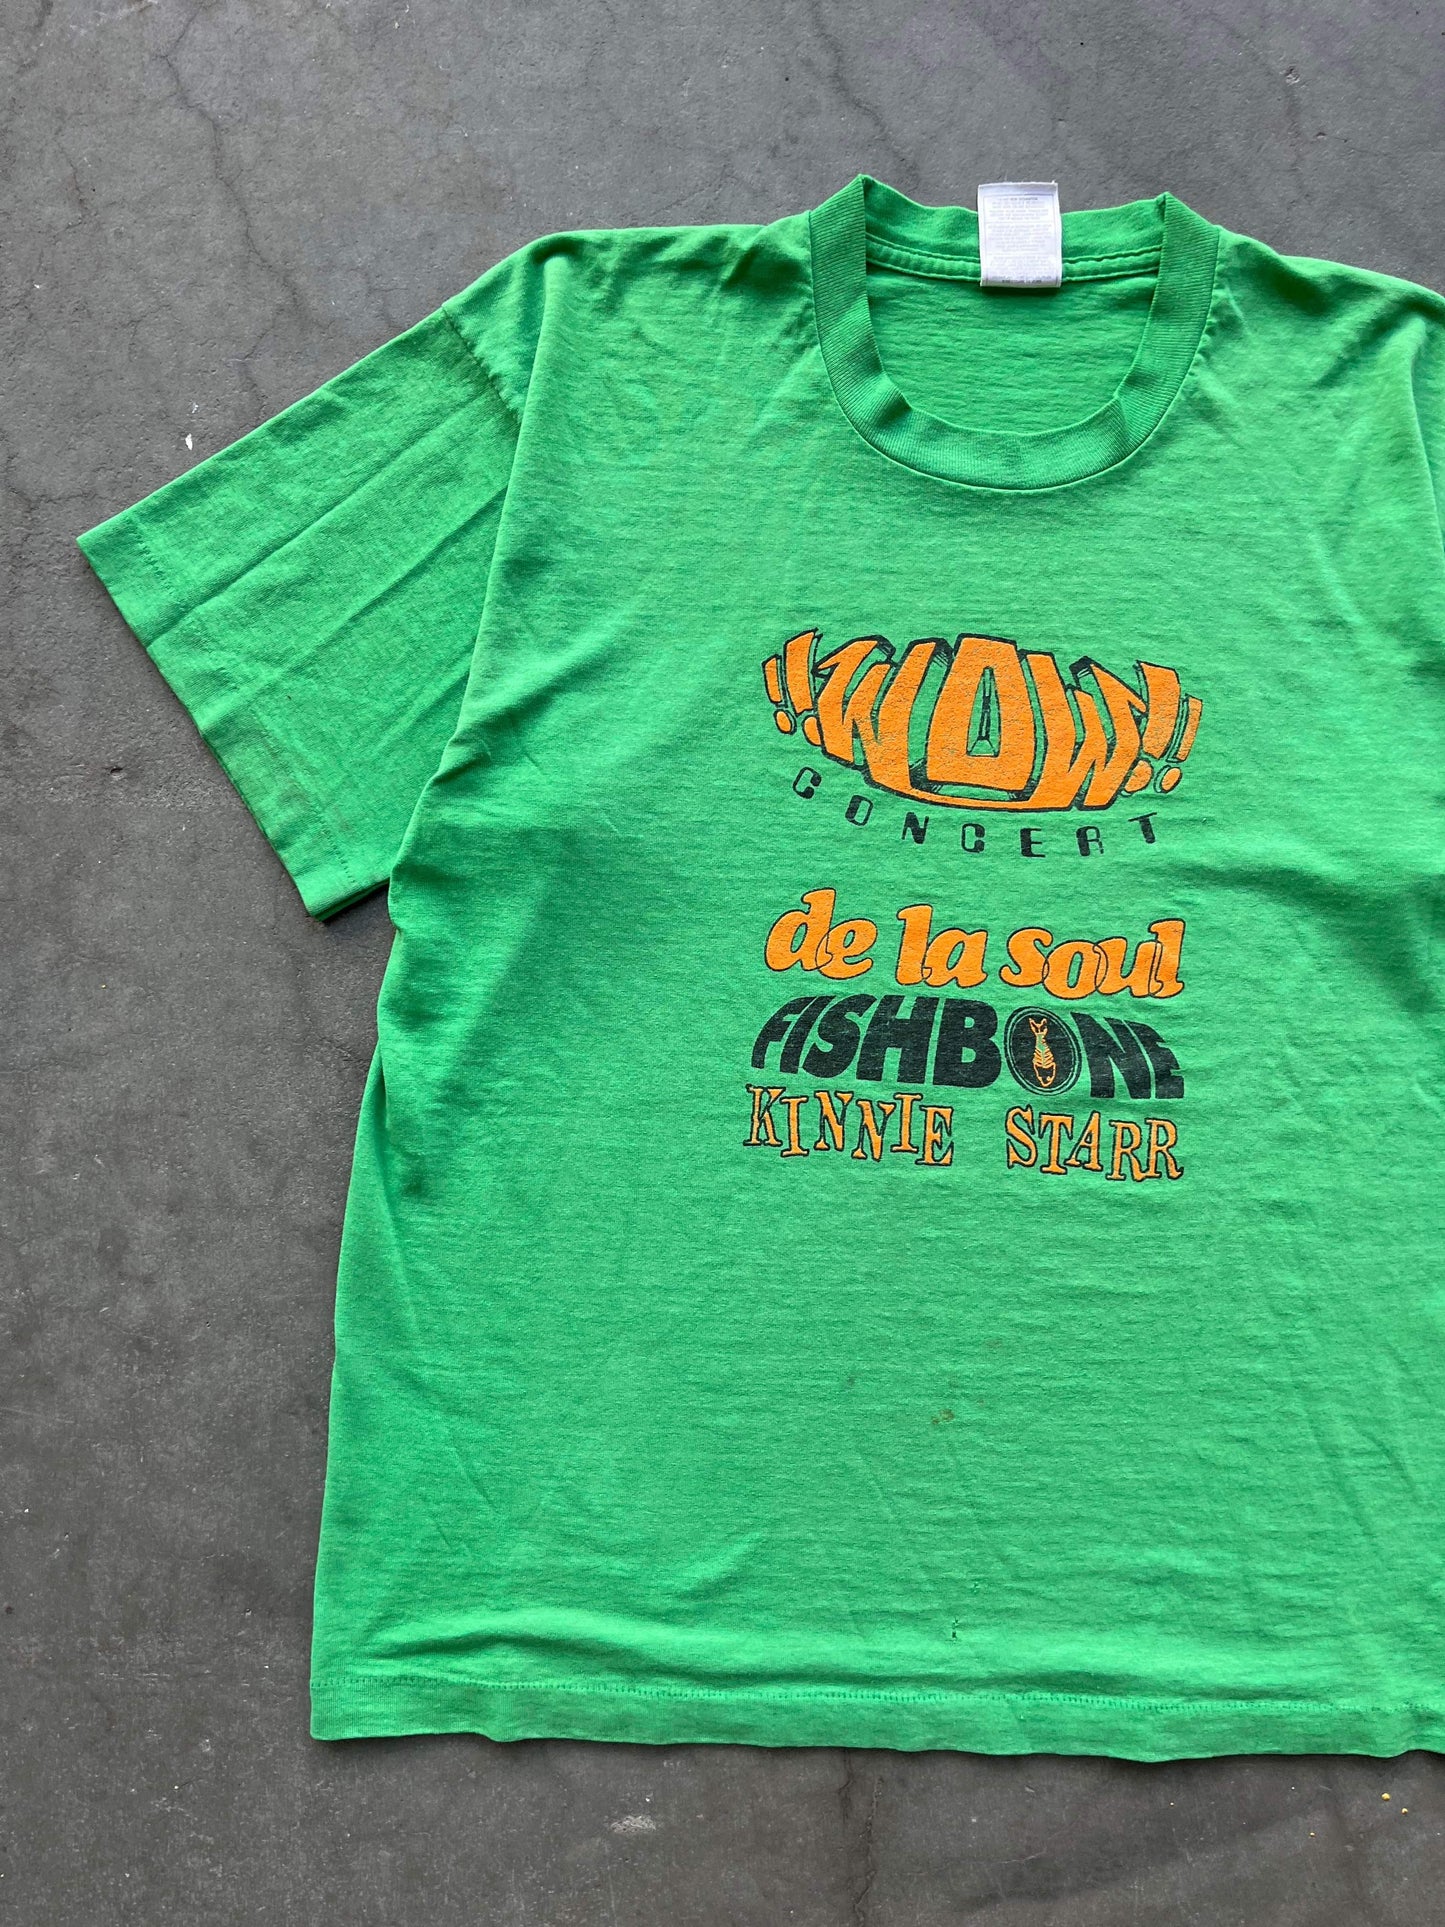 !!WOW!!
CONCERT
de la soul
FISHBONE
KINNIE STARR